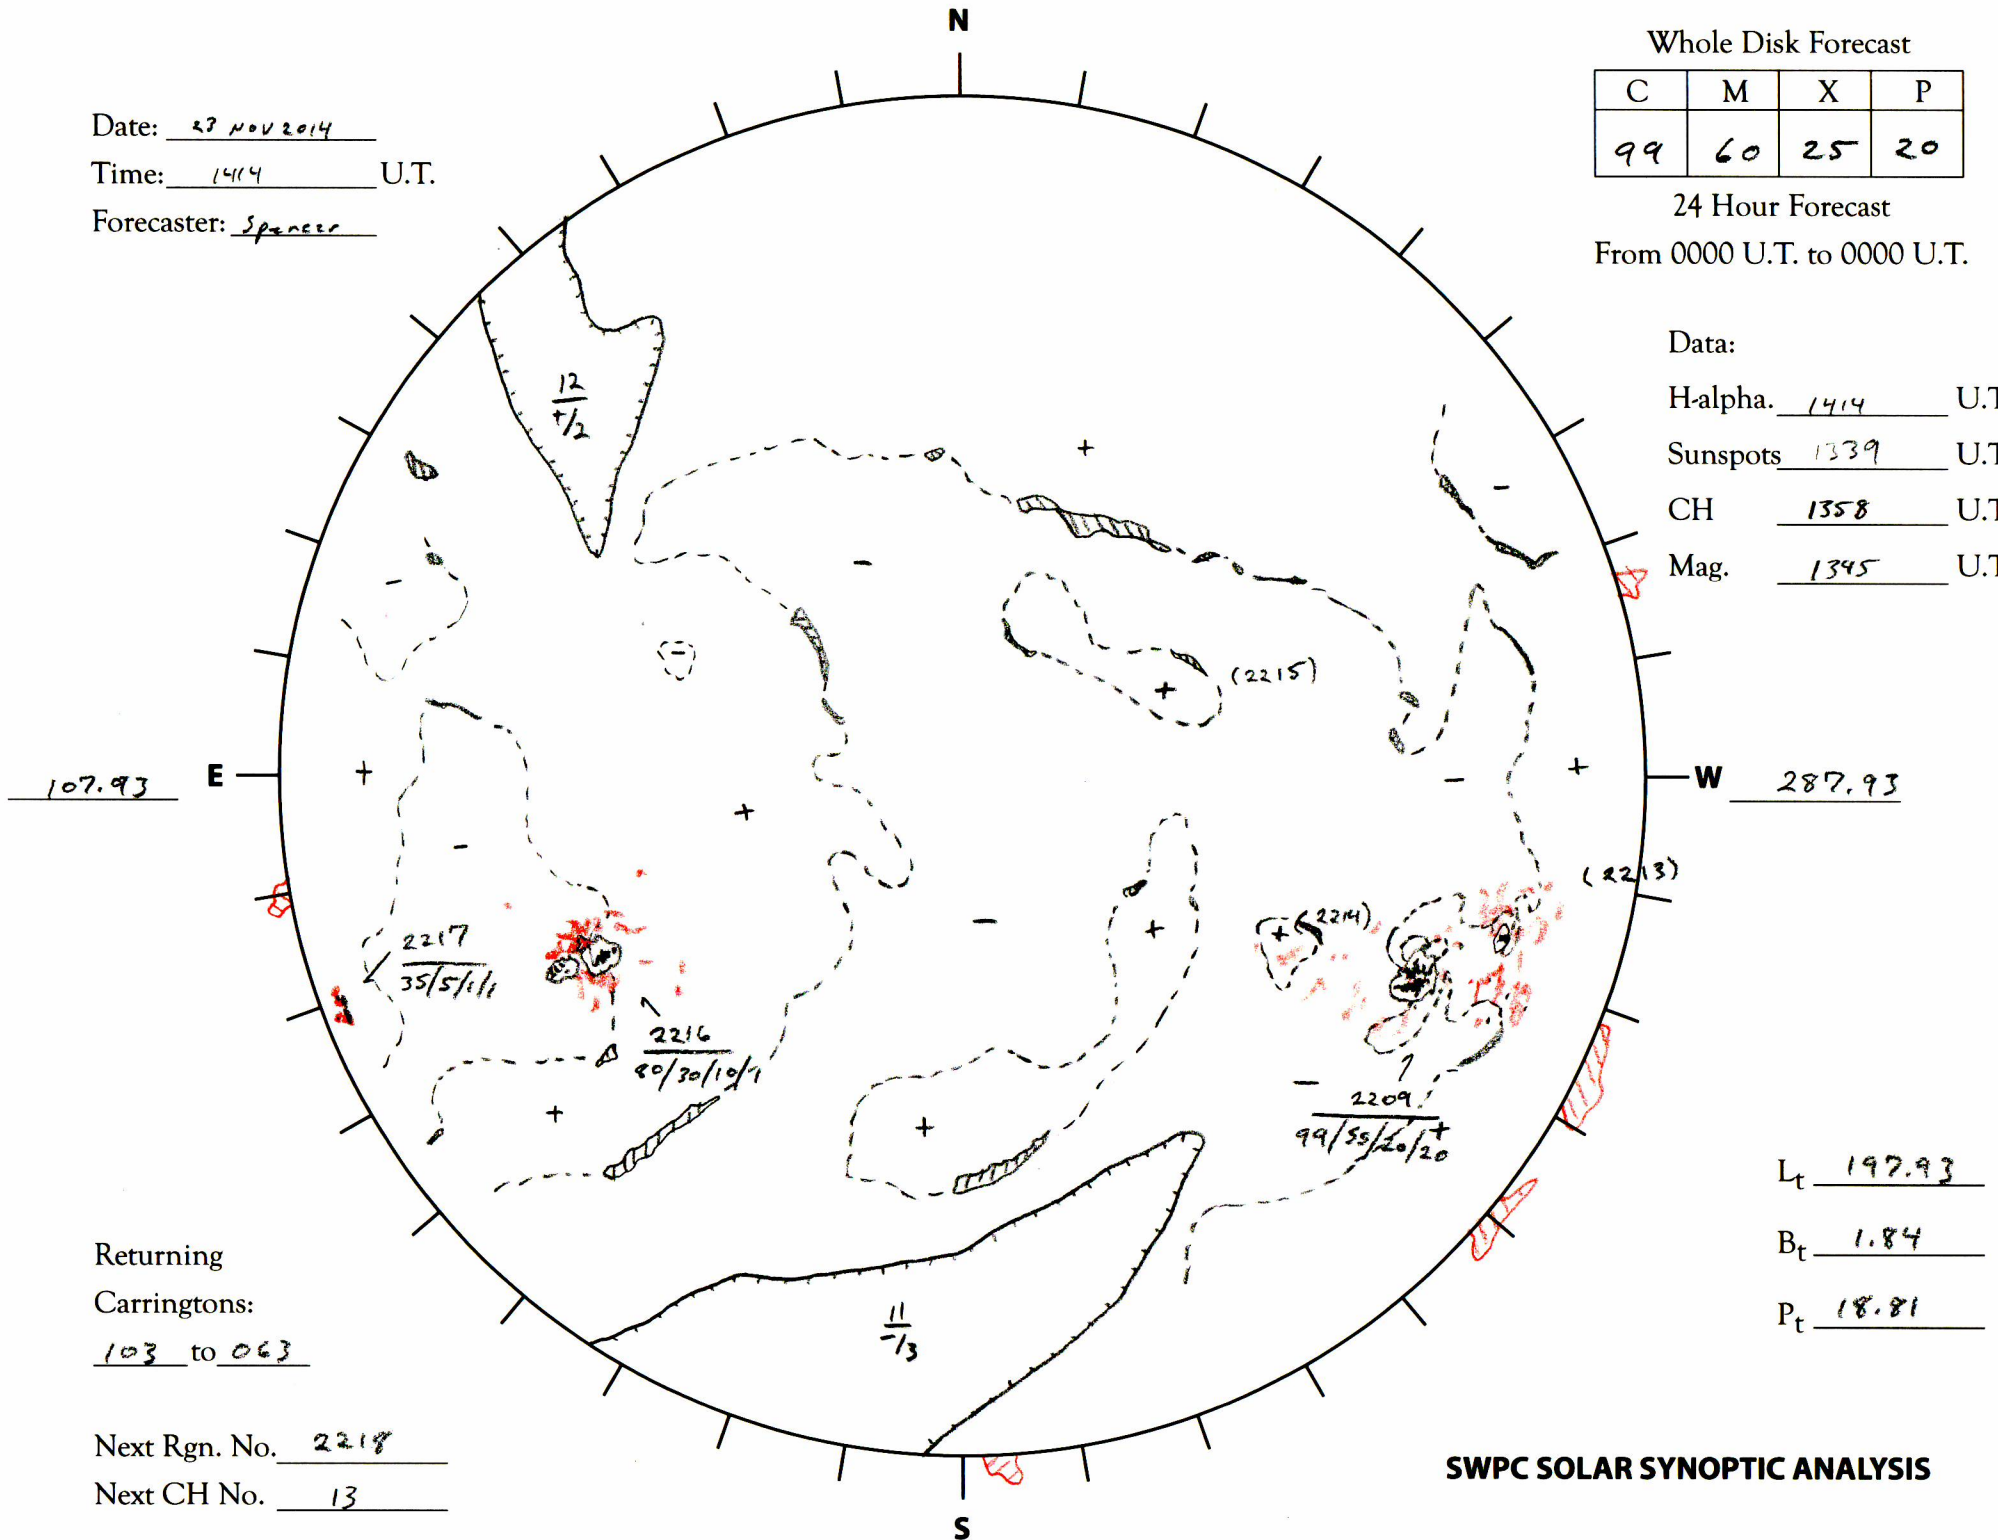 N
Whole Disk Forecast
C M X P
99 60 25 20
24 Hour Forecast
From 0000 U.T. to 0000 U.T.
Date: 23 NOV 2014
Time: 1414 U.T.
Forecaster: Spencer
Data:
H-alpha. 1414 U.T
Sunspots 1339 U.T
CH 1358 U.T
Mag. 1345 U.T
12
+/2
+
-
-
-
-
(2215)
+
107.93 E
+
+
-
+
W 287.93
-
(2213)
-
+
+
(2214)
2217
35/5/1/1
2216
80/30/10/1
+
+
-
2209
99/55/20/20
+
11
-/3
Lt 197.93
Bt 1.84
Pt 18.81
Returning
Carringtons:
103 to 063
Next Rgn. No. 2218
Next CH No. 13
SWPC SOLAR SYNOPTIC ANALYSIS
S